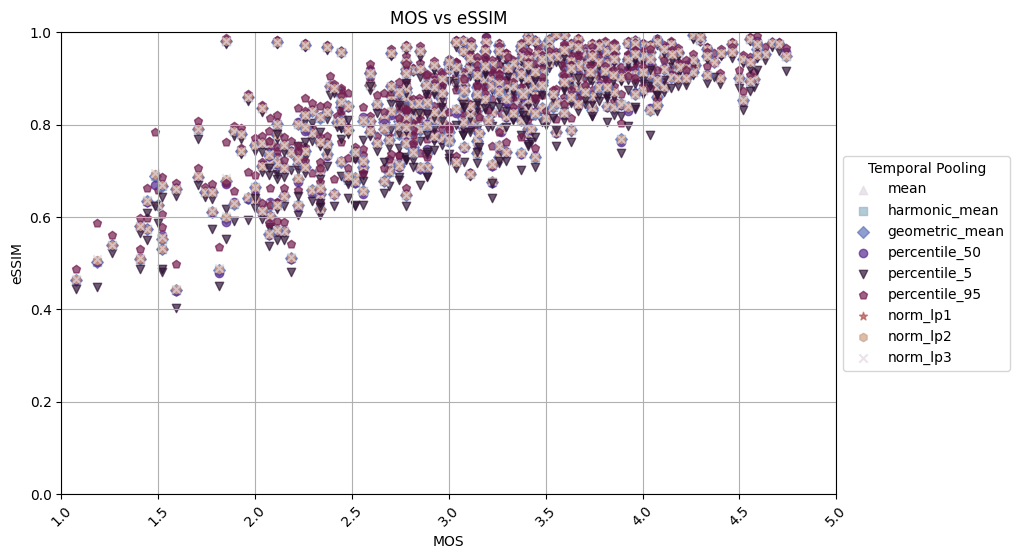 MOS vs eSSIM
1.0
0.8
0.6
0.4
0.2
0.0
eSSIM
1.0
1.5
2.0
2.5
3.0
3.5
4.0
4.5
5.0
MOS
Temporal Pooling
mean
harmonic_mean
geometric_mean
percentile_50
percentile_5
percentile_95
norm_lp1
norm_lp2
norm_lp3